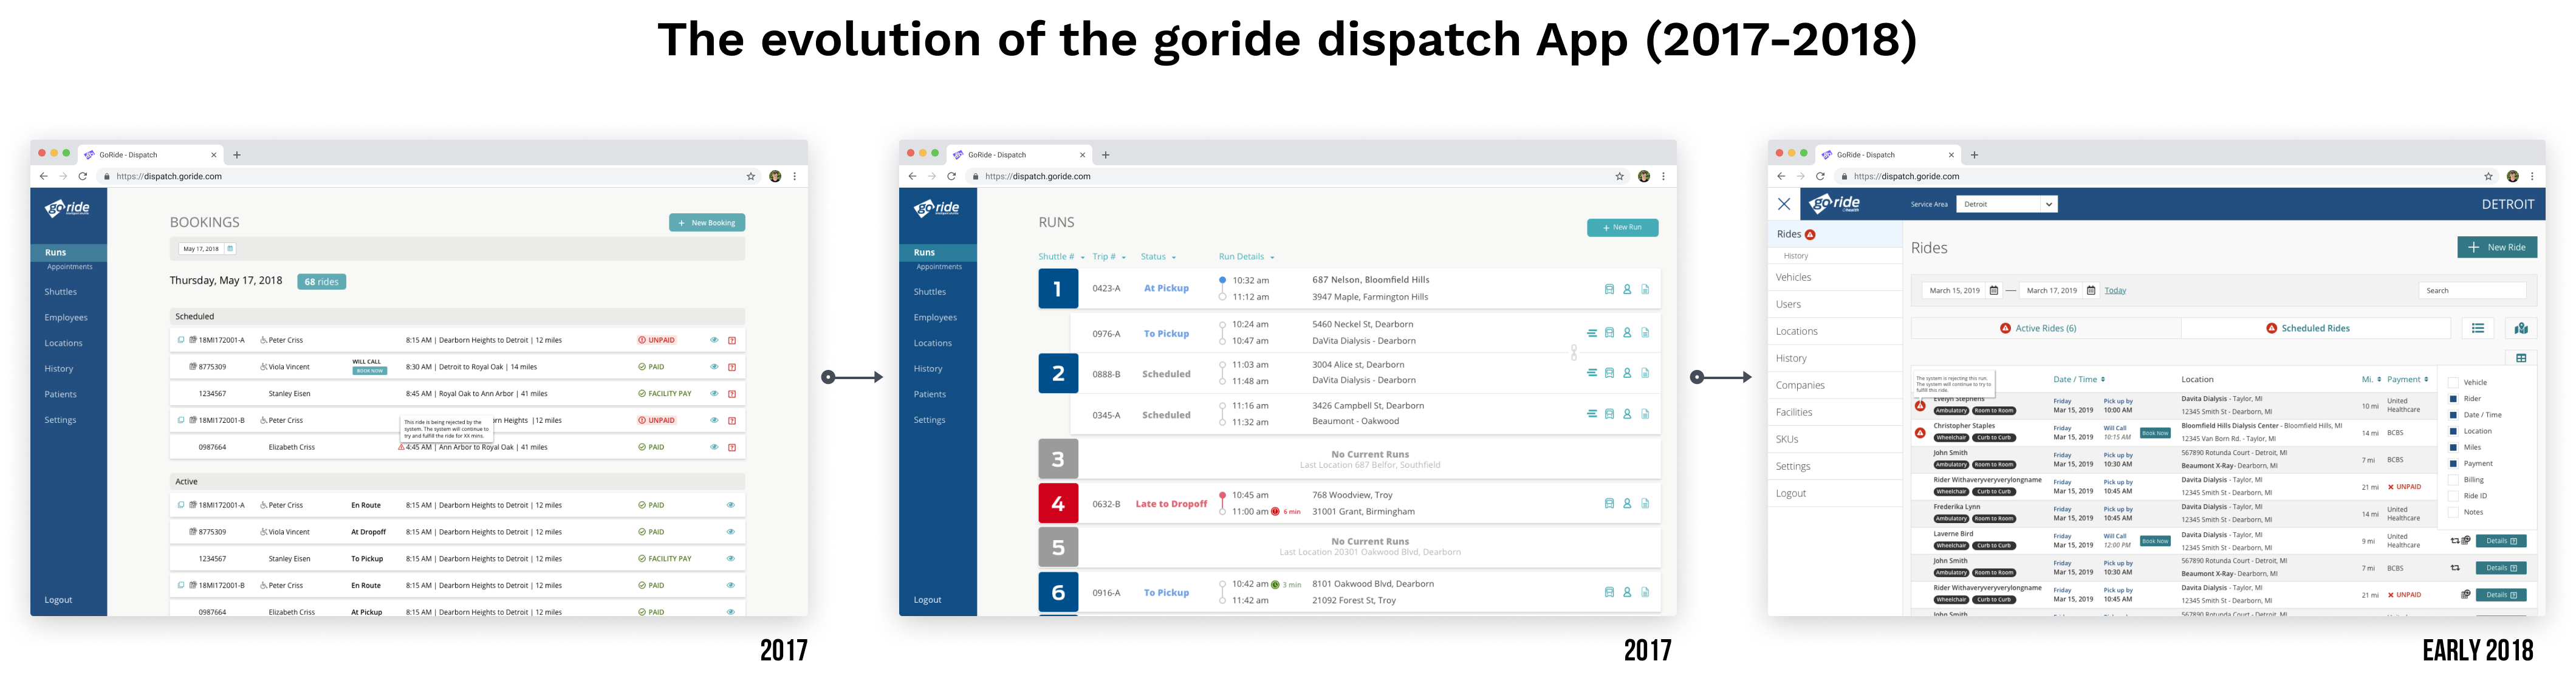 The evolution of the goride dispatch App (2017-2018)
GoRide - Dispatch
https://dispatch.goride.com
go ride
Runs
Appointments
Shuttles
Employees
Locations
History
Patients
Settings
Logout
BOOKINGS
+ New Booking
May 17, 2018
Thursday, May 17, 2018 68 rides
Scheduled
18MI172001-A Peter Criss 8:15 AM | Dearborn Heights to Detroit | 12 miles UNPAID
8775309 Viola Vincent WILL CALL BOOK NOW 8:30 AM | Detroit to Royal Oak | 14 miles PAID
1234567 Stanley Eisen 8:45 AM | Royal Oak to Ann Arbor | 41 miles FACILITY PAY
18MI172001-B Peter Criss rn Heights | 12 miles UNPAID
This ride is being rejected by the
system. The system will continue to
try and fulfill the ride for XX mins.
0987664 Elizabeth Criss 4:45 AM | Ann Arbor to Royal Oak | 41 miles PAID
Active
18MI172001-A Peter Criss En Route 8:15 AM | Dearborn Heights to Detroit | 12 miles PAID
8775309 Viola Vincent At Dropoff 8:15 AM | Dearborn Heights to Detroit | 12 miles PAID
1234567 Stanley Eisen To Pickup 8:15 AM | Dearborn Heights to Detroit | 12 miles FACILITY PAY
18MI172001-B Peter Criss En Route 8:15 AM | Dearborn Heights to Detroit | 12 miles PAID
0987664 Elizabeth Criss At Pickup 8:15 AM | Dearborn Heights to Detroit | 12 miles PAID
2017
GoRide - Dispatch
https://dispatch.goride.com
go ride
Runs
Appointments
Shuttles
Employees
Locations
History
Patients
Settings
Logout
RUNS
+ New Run
Shuttle # Trip # Status Run Details
1 0423-A At Pickup
10:32 am 687 Nelson, Bloomfield Hills
11:12 am 3947 Maple, Farmington Hills
2
0976-A To Pickup
10:24 am 5460 Neckel St, Dearborn
10:47 am DaVita Dialysis - Dearborn
0888-B Scheduled
11:03 am 3004 Alice st, Dearborn
11:48 am DaVita Dialysis - Dearborn
0345-A Scheduled
11:16 am 3426 Campbell St, Dearborn
11:32 am Beaumont - Oakwood
3 No Current Runs
Last Location 687 Belfor, Southfield
4 0632-B Late to Dropoff
10:45 am 768 Woodview, Troy
11:00 am 6 min 31001 Grant, Birmingham
5 No Current Runs
Last Location 20301 Oakwood Blvd, Dearborn
6 0916-A To Pickup
10:42 am 3 min 8101 Oakwood Blvd, Dearborn
11:42 am 21092 Forest St, Troy
2017
GoRide - Dispatch
https://dispatch.goride.com
go ride health
Service Area Detroit
DETROIT
Rides
History
Vehicles
Users
Locations
History
Companies
Facilities
SKUs
Settings
Logout
Rides
+ New Ride
March 15, 2019 — March 17, 2019 Today Search
Active Rides (6) Scheduled Rides
The system is rejecting this run.
The system will continue to try to
fulfill this ride.
Date / Time Location Mi. Payment
Evelyn Stephens Friday Pick up by Davita Dialysis - Taylor, MI 10 mi United Healthcare
Ambulatory Room to Room Mar 15, 2019 10:00 AM 12345 Smith St - Dearborn, MI
Christopher Staples Friday Will Call Book Now Bloomfield Hills Dialysis Center - Bloomfield Hills, MI 14 mi BCBS
Wheelchair Curb to Curb Mar 15, 2019 10:15 AM 12345 Van Born Rd. - Taylor, MI
John Smith Friday Pick up by 567890 Rotunda Court - Detroit, MI 7 mi BCBS
Ambulatory Room to Room Mar 15, 2019 10:30 AM Beaumont X-Ray- Dearborn, MI
Rider Withaveryveryverylongname Friday Pick up by Davita Dialysis - Taylor, MI 21 mi UNPAID
Wheelchair Curb to Curb Mar 15, 2019 10:45 AM 12345 Smith St - Dearborn, MI
Frederika Lynn Friday Pick up by Davita Dialysis - Taylor, MI 14 mi United Healthcare
Ambulatory Room to Room Mar 15, 2019 10:45 AM 12345 Smith St - Dearborn, MI
Laverne Bird Friday Will Call Book Now Davita Dialysis - Taylor, MI 9 mi United Healthcare Details
Wheelchair Curb to Curb Mar 15, 2019 12:00 PM 12345 Smith St - Dearborn, MI
John Smith Friday Pick up by 567890 Rotunda Court - Detroit, MI 7 mi BCBS Details
Ambulatory Room to Room Mar 15, 2019 10:30 AM Beaumont X-Ray- Dearborn, MI
Rider Withaveryveryverylongname Friday Pick up by Davita Dialysis - Taylor, MI 21 mi UNPAID Details
Wheelchair Curb to Curb Mar 15, 2019 10:45 AM 12345 Smith St - Dearborn, MI
John Smith 567890 Rotunda Court - Detroit, MI
Vehicle
Rider
Date / Time
Location
Miles
Payment
Billing
Ride ID
Notes
EARLY 2018